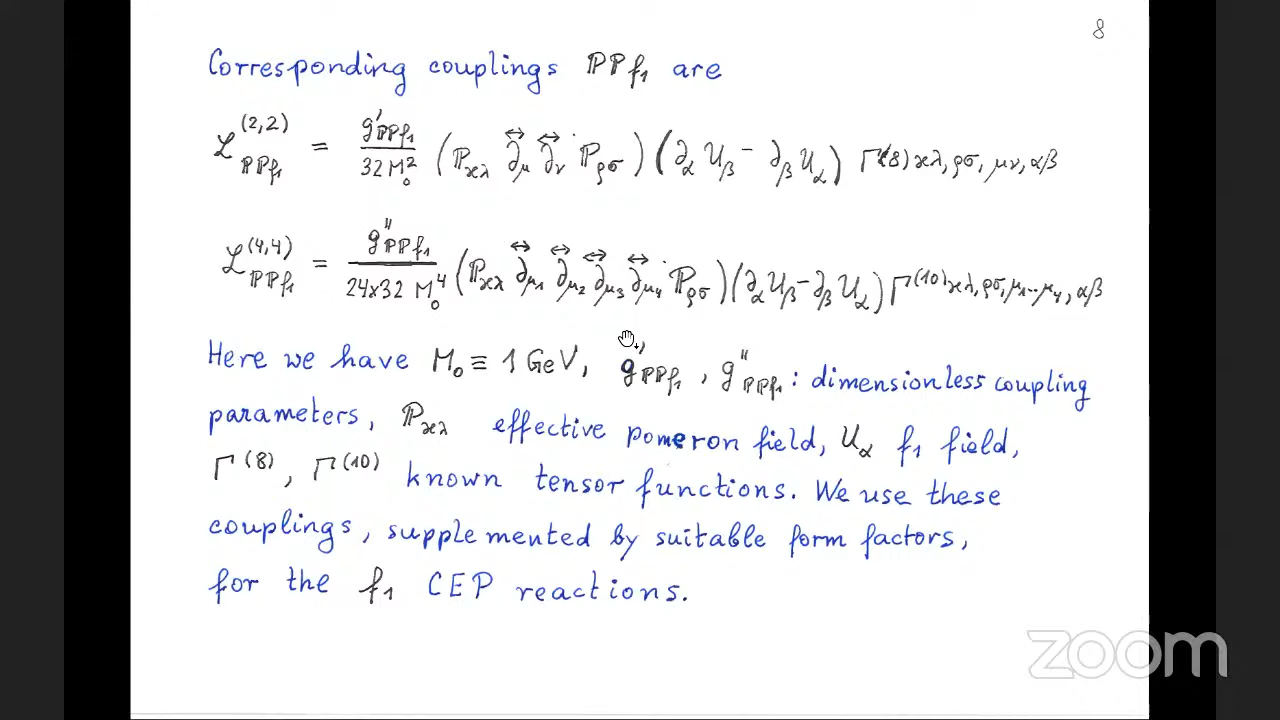 8
Corresponding couplings ℙℙf₁ are
ℒ^(2,2)_ℙℙf₁ = g'_ℙℙf₁ / 32 M₀² (ℙ_ϰλ ∂↔_μ ∂↔_ν ℙ_ρσ) (∂_α U_β − ∂_β U_α) Γ^(8) ϰλ, ρσ, μν, αβ
ℒ^(4,4)_ℙℙf₁ = g''_ℙℙf₁ / 24×32 M₀⁴ (ℙ_ϰλ ∂↔_μ₁ ∂↔_μ₂ ∂↔_μ₃ ∂↔_μ₄ ℙ_ρσ) (∂_α U_β − ∂_β U_α) Γ^(10) ϰλ, ρσ, μ₁...μ₄, αβ
Here we have M₀ ≡ 1 GeV, g'_ℙℙf₁, g''_ℙℙf₁ : dimensionless coupling
parameters, ℙ_ϰλ effective pomeron field, U_α f₁ field,
Γ^(8), Γ^(10) known tensor functions. We use these
couplings, supplemented by suitable form factors,
for the f₁ CEP reactions.
zoom